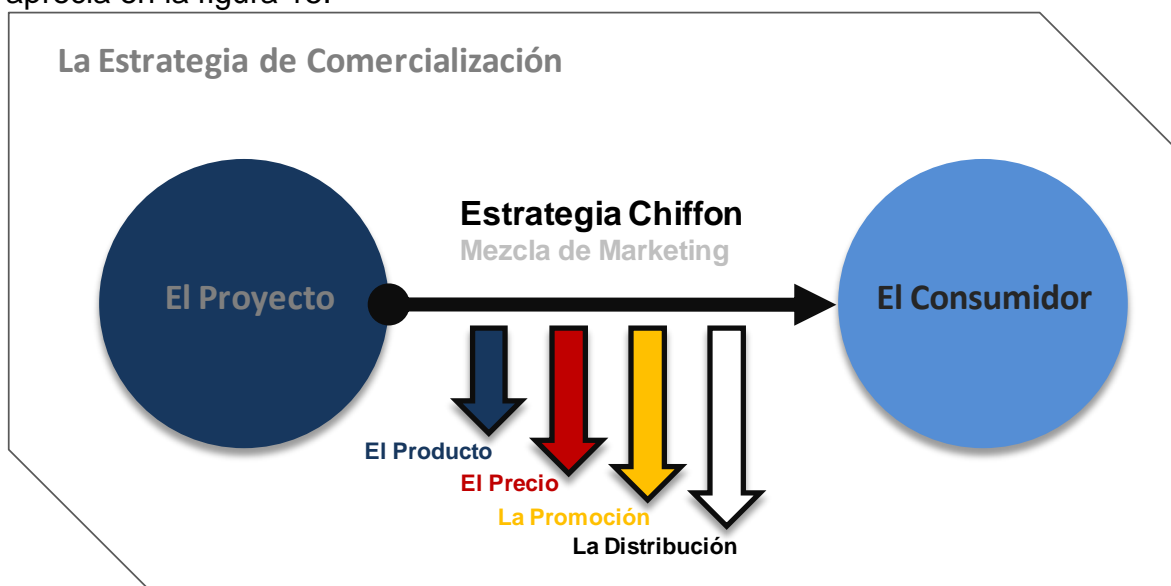 La Estrategia de Comercialización
Estrategia Chiffon
Mezcla de Marketing
El Proyecto
El Consumidor
El Producto
El Precio
La Promoción
La Distribución